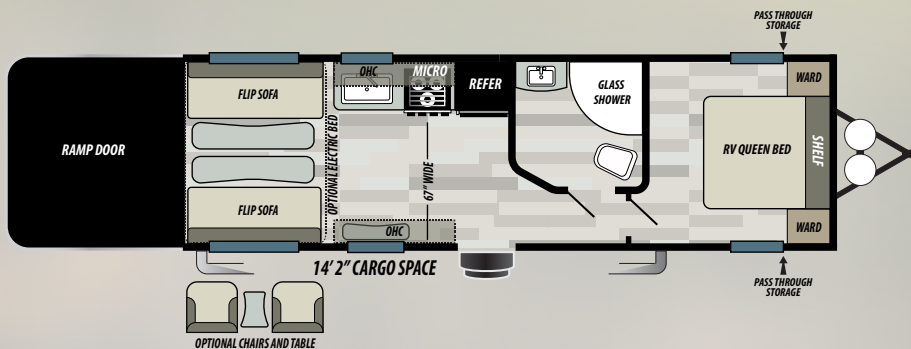 PASS THROUGH
STORAGE
OHC
MICRO
WARD
FLIP SOFA
REFER
GLASS
SHOWER
RAMP DOOR
OPTIONAL ELECTRIC BED
67" WIDE
RV QUEEN BED
SHELF
FLIP SOFA
OHC
WARD
14' 2" CARGO SPACE
PASS THROUGH
STORAGE
OPTIONAL CHAIRS AND TABLE